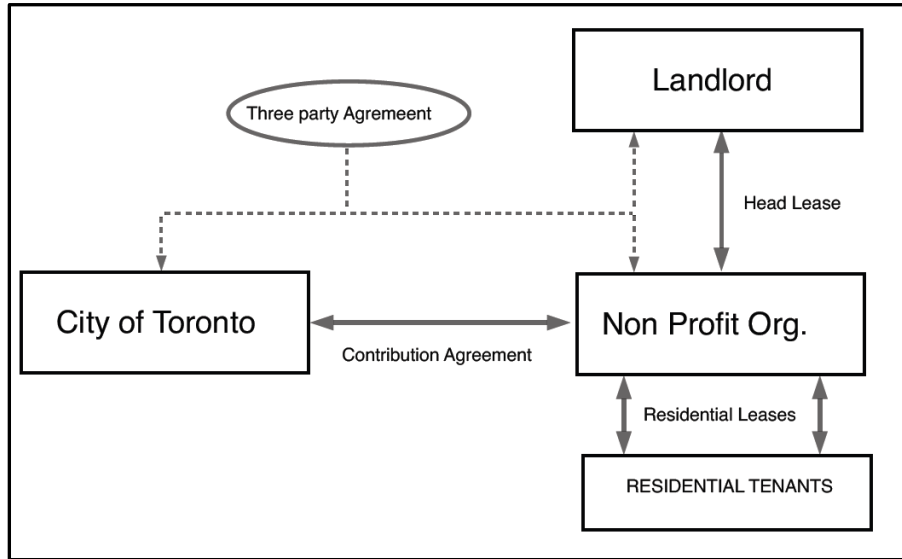 Landlord
Three party Agremeent
Head Lease
City of Toronto
Non Profit Org.
Contribution Agreement
Residential Leases
RESIDENTIAL TENANTS